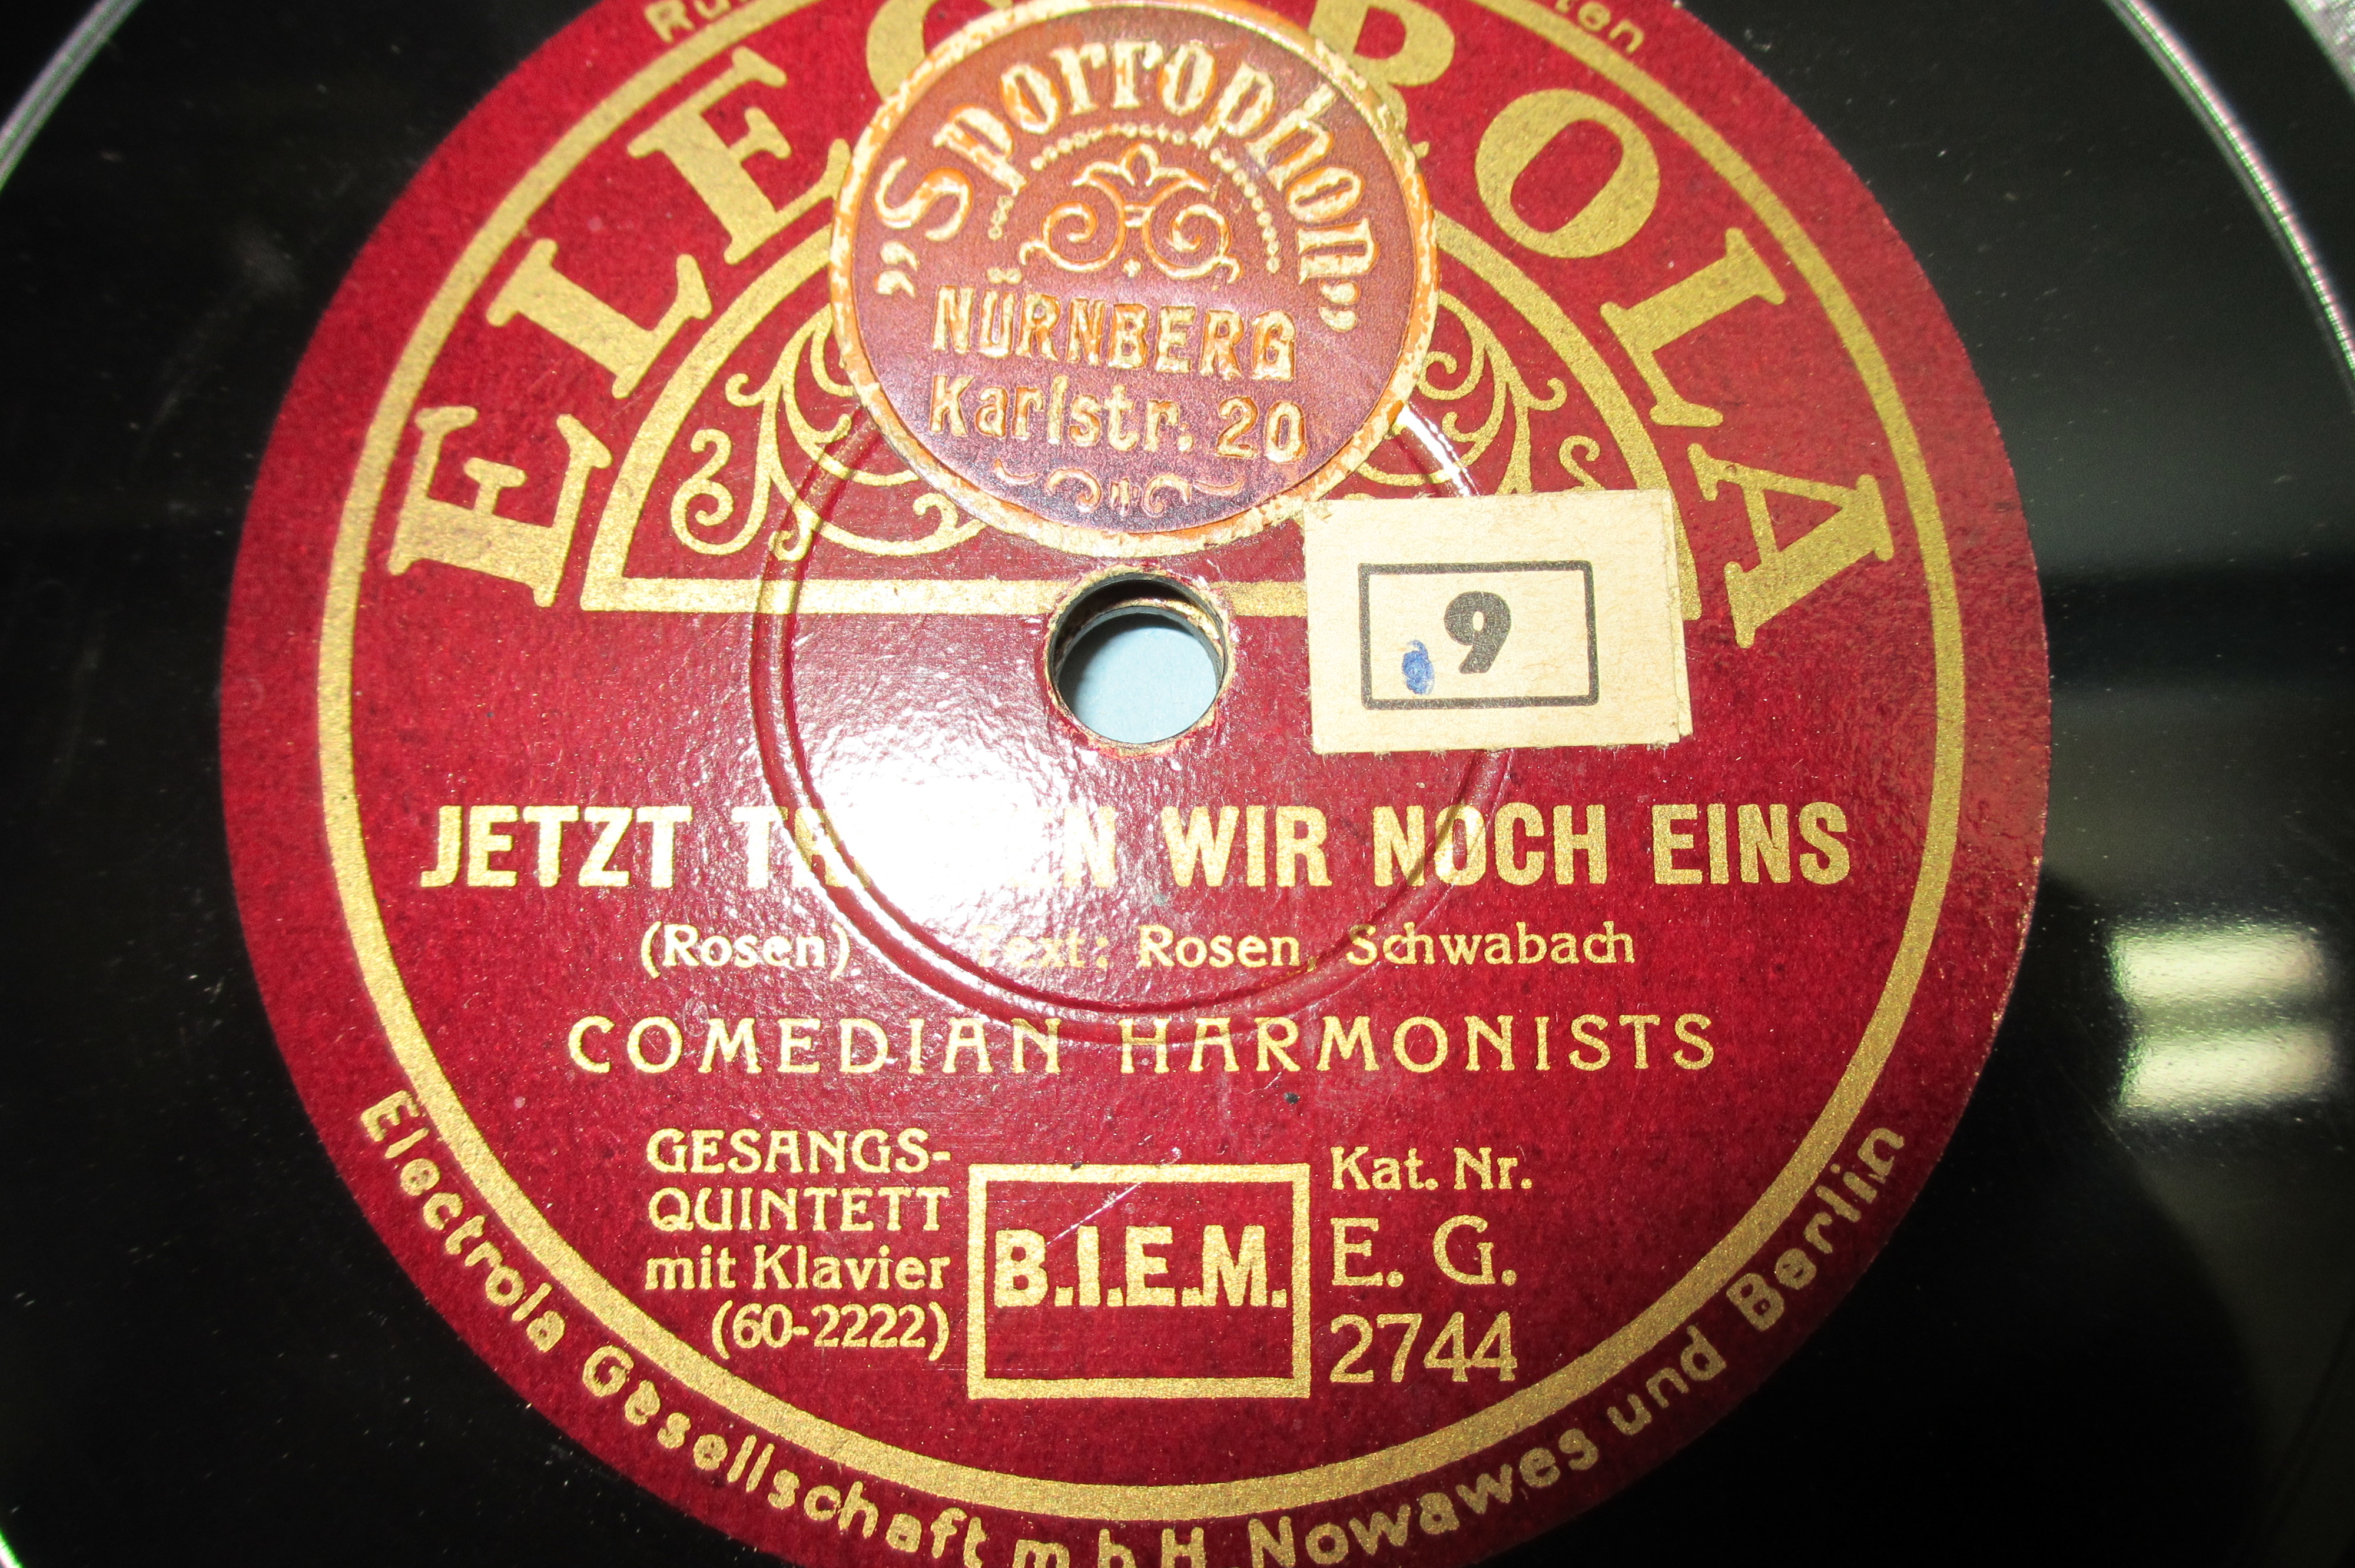 „Sporrophon”
NÜRNBERG
Karlstr. 20
9
JETZT WIR NOCH EINS
(Rosen) Text: Rosen, Schwabach
COMEDIAN HARMONISTS
GESANGS-
QUINTETT
mit Klavier
(60-2222)
B.I.E.M.
Kat. Nr.
E. G.
2744
Electrola Gesellschaft m b H Nowawes und Berlin